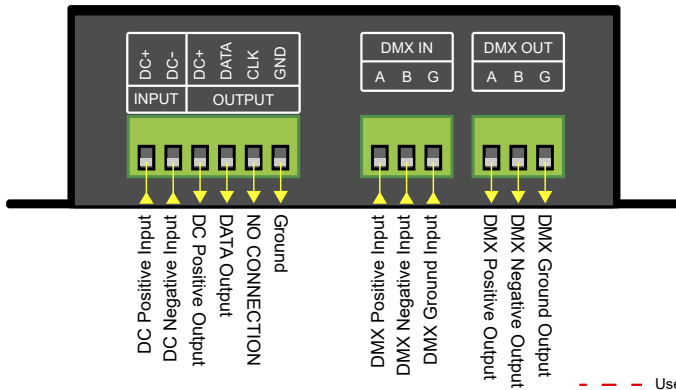 DC+
DC-
DC+
DATA
CLK
GND
INPUT
OUTPUT
DMX IN
A B G
DMX OUT
A B G
DC Positive Input
DC Negative Input
DC Positive Output
DATA Output
NO CONNECTION
Ground
DMX Positive Input
DMX Negative Input
DMX Ground Input
DMX Positive Output
DMX Negative Output
DMX Ground Output
Use